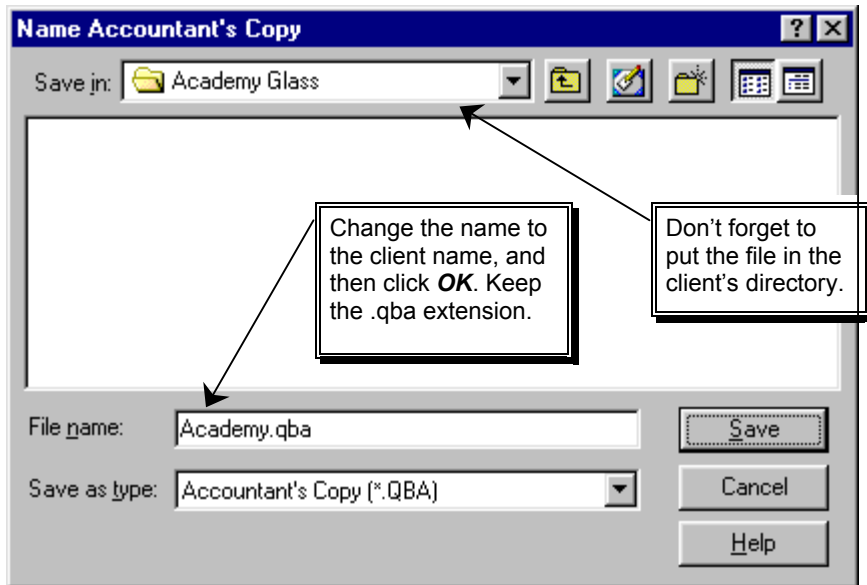 Name Accountant's Copy
Save in: Academy Glass
Change the name to
the client name, and
then click OK. Keep
the .qba extension.
Don't forget to
put the file in the
client's directory.
File name: Academy.qba Save
Save as type: Accountant's Copy (*.QBA) Cancel
Help